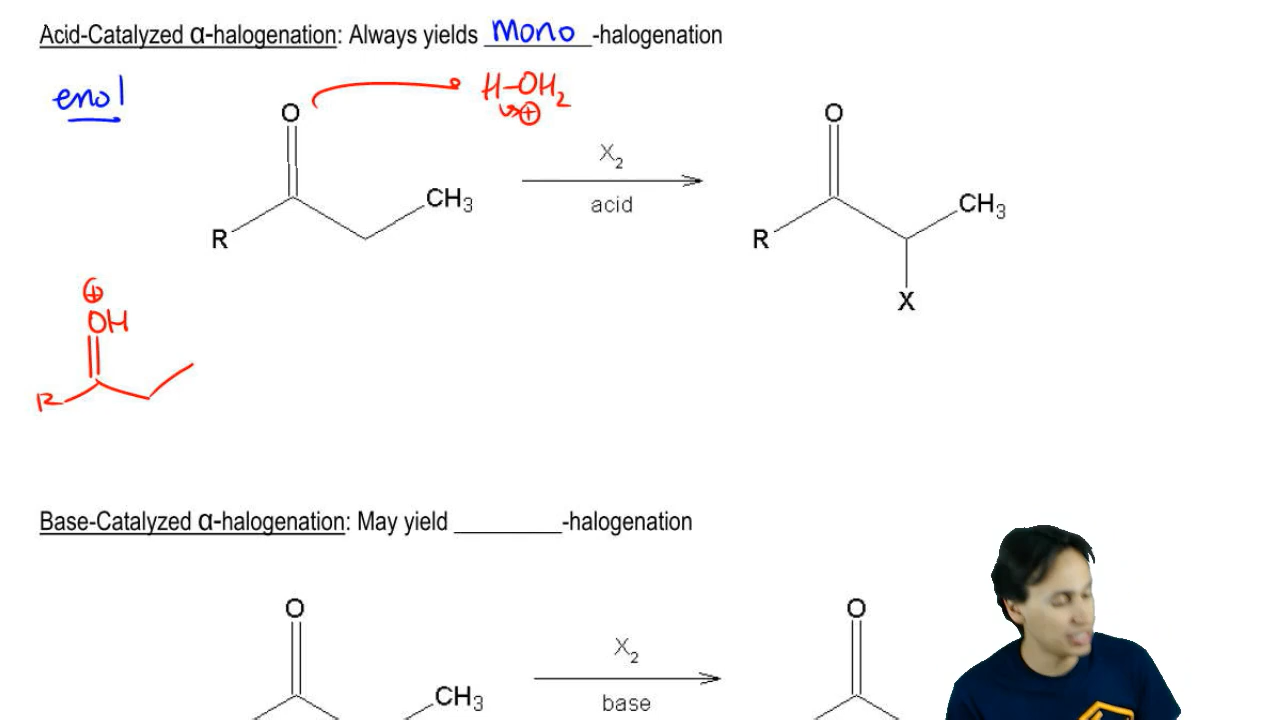 Acid-Catalyzed α-halogenation: Always yields mono -halogenation
enol
H-OH2
⊕
O
X2
acid
CH3
R
O
CH3
R
X
⊕
OH
R
Base-Catalyzed α-halogenation: May yield ________-halogenation
O
X2
base
CH3
O